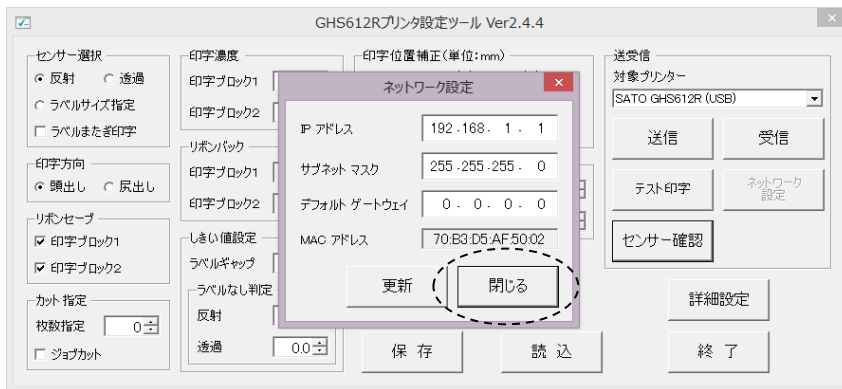 GHS612Rプリンタ設定ツール Ver2.4.4
センサー選択
反射 透過
ラベルサイズ指定
ラベルまたぎ印字
印字方向
頭出し 尻出し
リボンセーブ
印字ブロック1
印字ブロック2
カット指定
枚数指定 0
ジョブカット
印字濃度
印字ブロック1
印字ブロック2
リボンバック
印字ブロック1
印字ブロック2
しきい値設定
ラベルギャップ
ラベルなし判定
反射
透過 0.0
印字位置補正(単位:mm)
ネットワーク設定
IP アドレス 192.168. 1. 1
サブネット マスク 255.255.255. 0
デフォルト ゲートウェイ 0. 0. 0. 0
MAC アドレス 70:B3:D5:AF:50:02
更新 閉じる
保 存 読 込
送受信
対象プリンター
SATO GHS612R (USB)
送信 受信
テスト印字 ネットワーク
設定
センサー確認
詳細設定
終 了